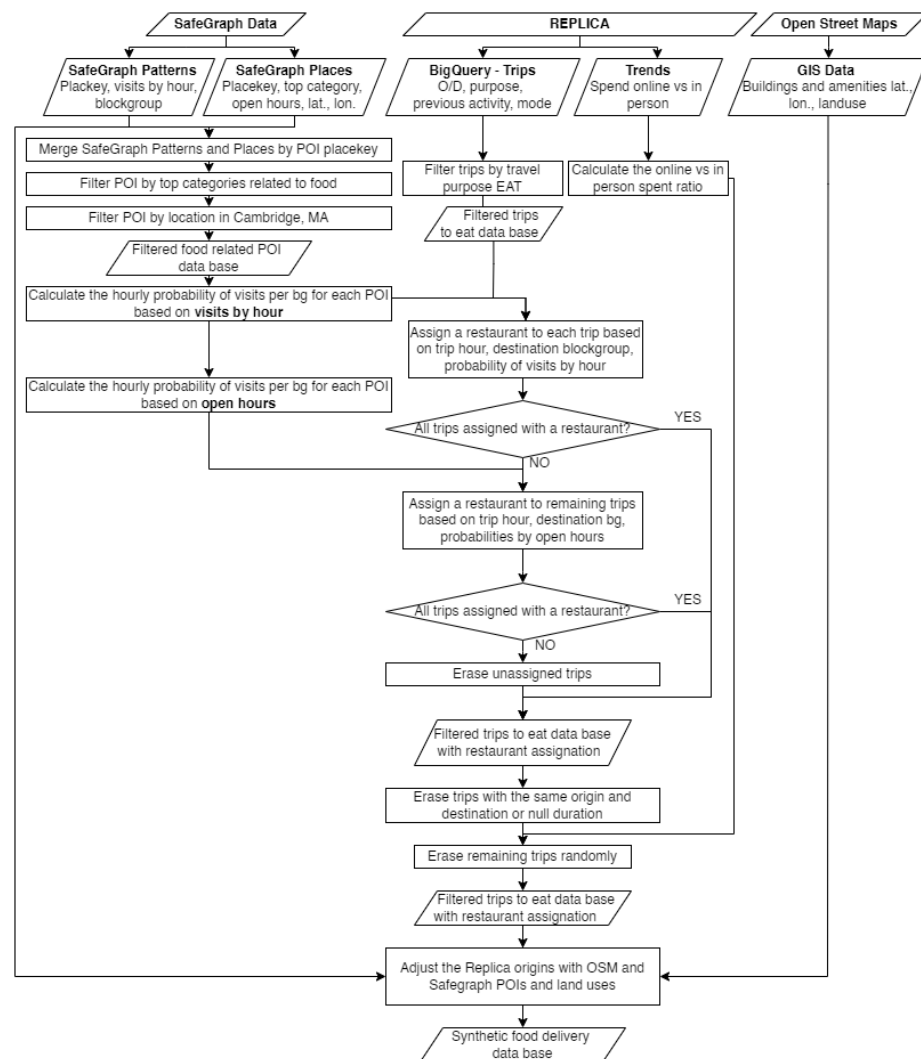 SafeGraph Data
REPLICA
Open Street Maps
SafeGraph Patterns
Plackey, visits by hour,
blockgroup
SafeGraph Places
Placekey, top category,
open hours, lat., lon.
BigQuery - Trips
O/D, purpose,
previous activity, mode
Trends
Spend online vs in
person
GIS Data
Buildings and amenities lat.,
lon., landuse
Merge SafeGraph Patterns and Places by POI placekey
Filter POI by top categories related to food
Filter trips by travel
purpose EAT
Calculate the online vs in
person spent ratio
Filter POI by location in Cambridge, MA
Filtered trips
to eat data base
Filtered food related POI
data base
Calculate the hourly probability of visits per bg for each POI
based on visits by hour
Assign a restaurant to each trip based
on trip hour, destination blockgroup,
probability of visits by hour
Calculate the hourly probability of visits per bg for each POI
based on open hours
All trips assigned with a restaurant?
YES
NO
Assign a restaurant to remaining trips
based on trip hour, destination bg,
probabilities by open hours
All trips assigned with a restaurant?
YES
NO
Erase unassigned trips
Filtered trips to eat data base
with restaurant assignation
Erase trips with the same origin and
destination or null duration
Erase remaining trips randomly
Filtered trips to eat data base
with restaurant assignation
Adjust the Replica origins with OSM and
Safegraph POIs and land uses
Synthetic food delivery
data base